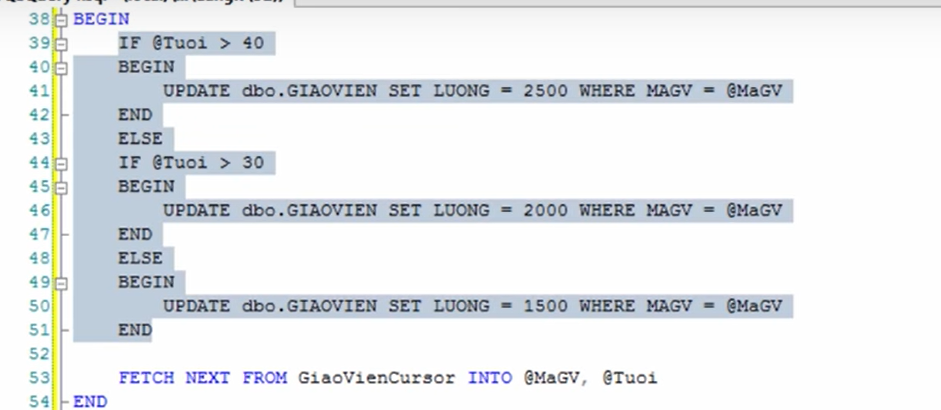 38 BEGIN
39 IF @Tuoi > 40
40 BEGIN
41 UPDATE dbo.GIAOVIEN SET LUONG = 2500 WHERE MAGV = @MaGV
42 END
43 ELSE
44 IF @Tuoi > 30
45 BEGIN
46 UPDATE dbo.GIAOVIEN SET LUONG = 2000 WHERE MAGV = @MaGV
47 END
48 ELSE
49 BEGIN
50 UPDATE dbo.GIAOVIEN SET LUONG = 1500 WHERE MAGV = @MaGV
51 END
52
53 FETCH NEXT FROM GiaoVienCursor INTO @MaGV, @Tuoi
54 END